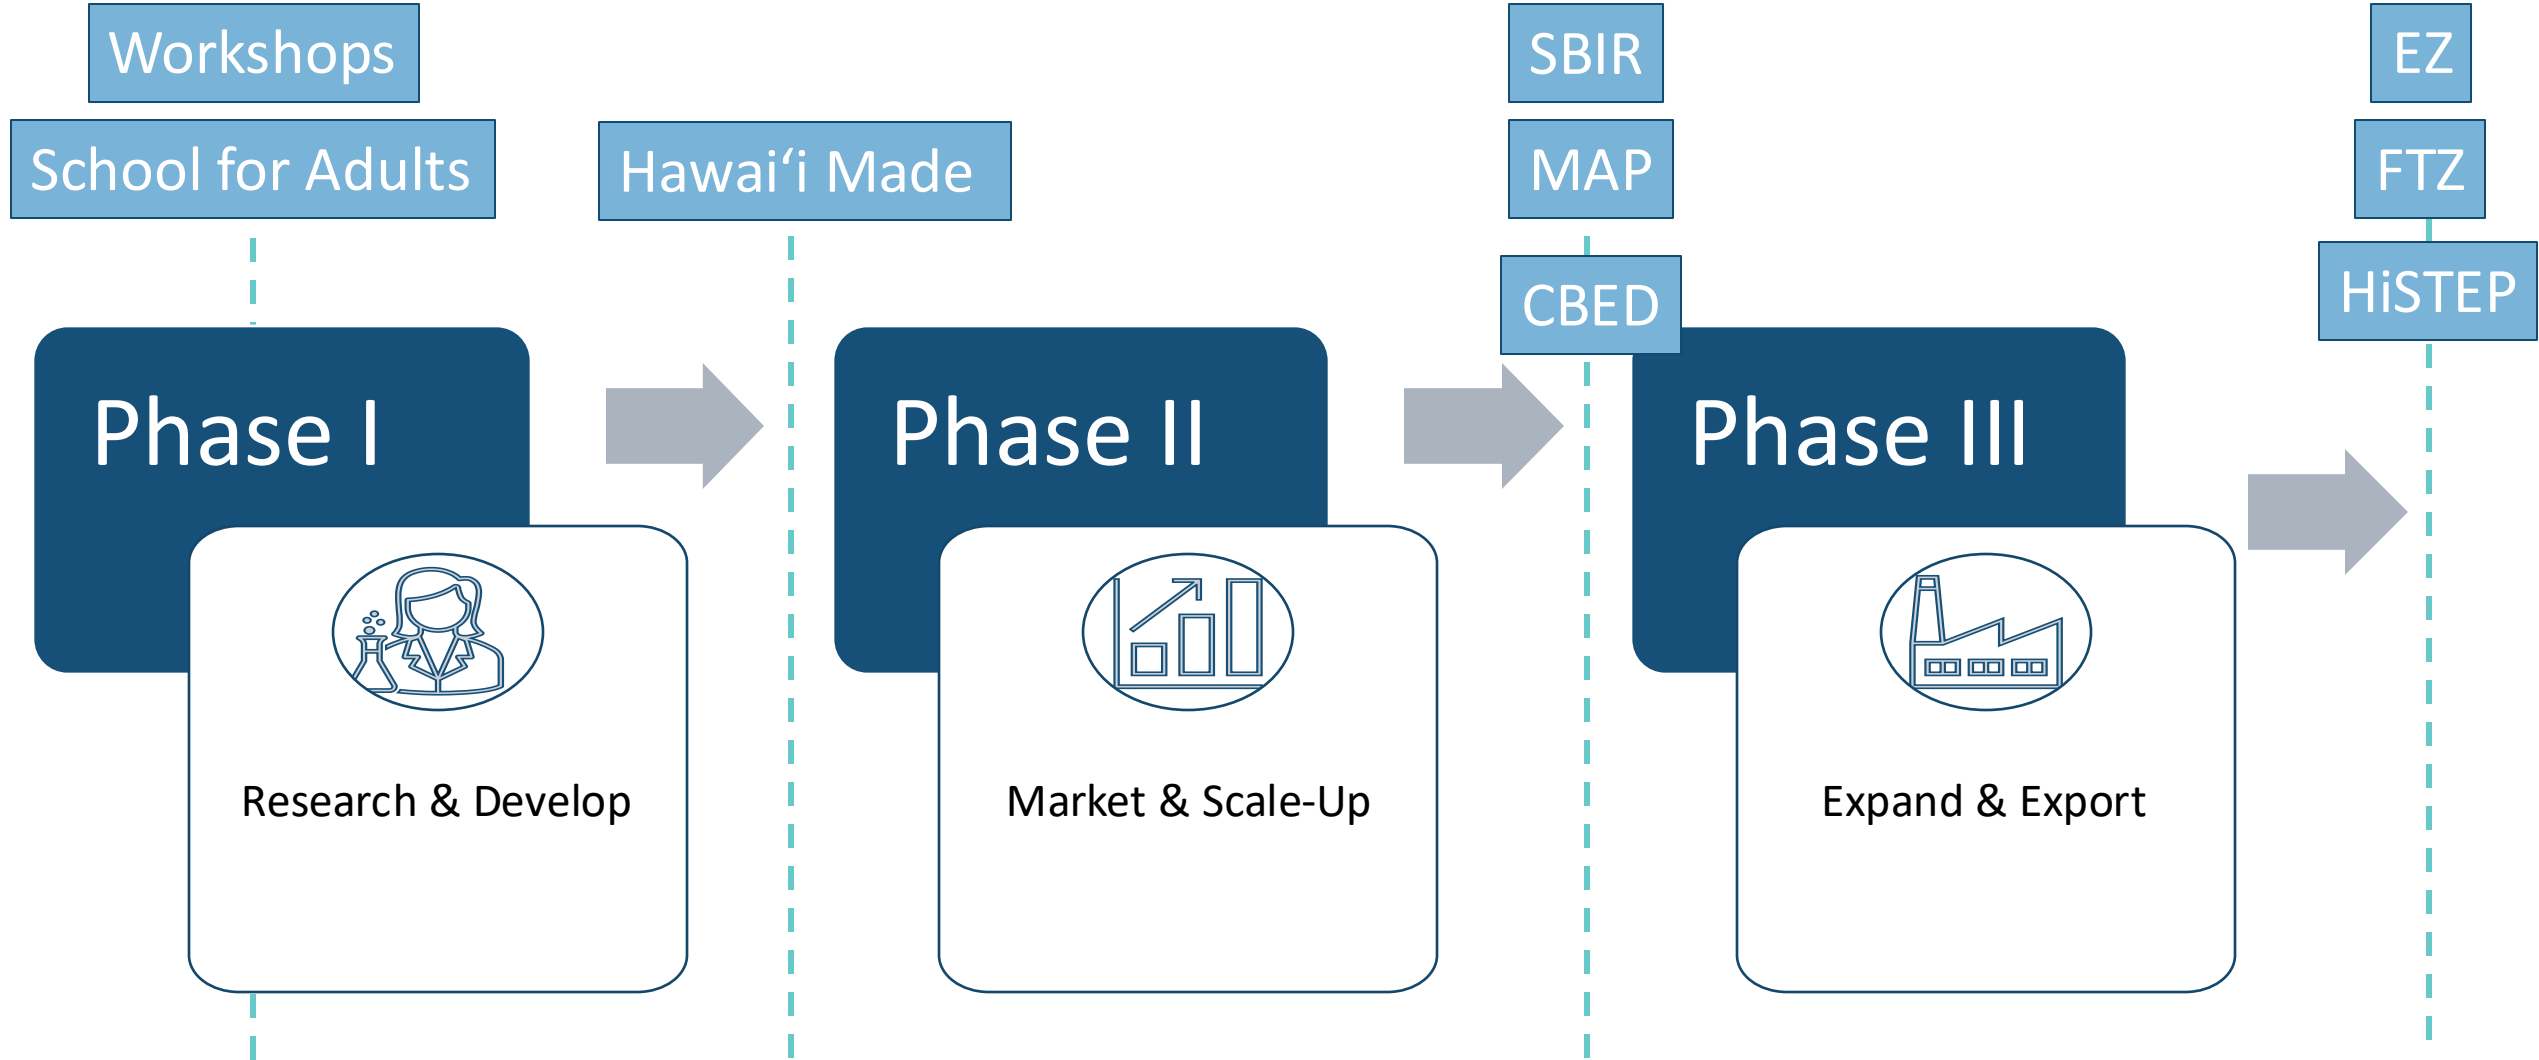 Workshops
School for Adults
Hawai‘i Made
SBIR
MAP
CBED
EZ
FTZ
HiSTEP
Phase I
Research & Develop
Phase II
Market & Scale-Up
Phase III
Expand & Export